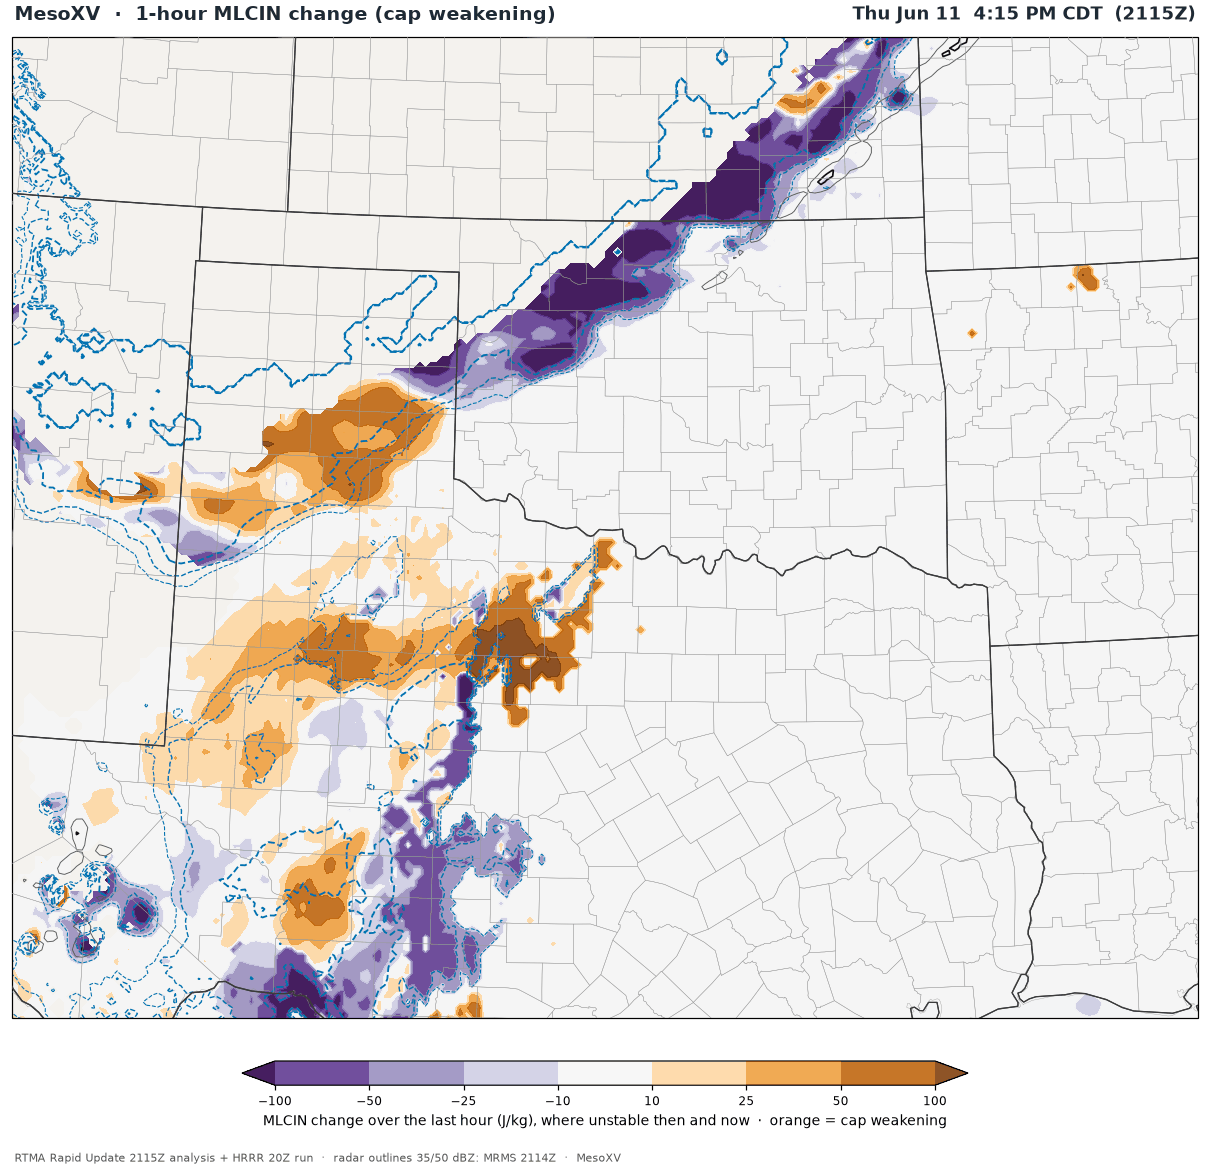 MesoXV · 1-hour MLCIN change (cap weakening)
Thu Jun 11 4:15 PM CDT (2115Z)
−100 −50 −25 −10 10 25 50 100
MLCIN change over the last hour (J/kg), where unstable then and now · orange = cap weakening
RTMA Rapid Update 2115Z analysis + HRRR 20Z run · radar outlines 35/50 dBZ: MRMS 2114Z · MesoXV